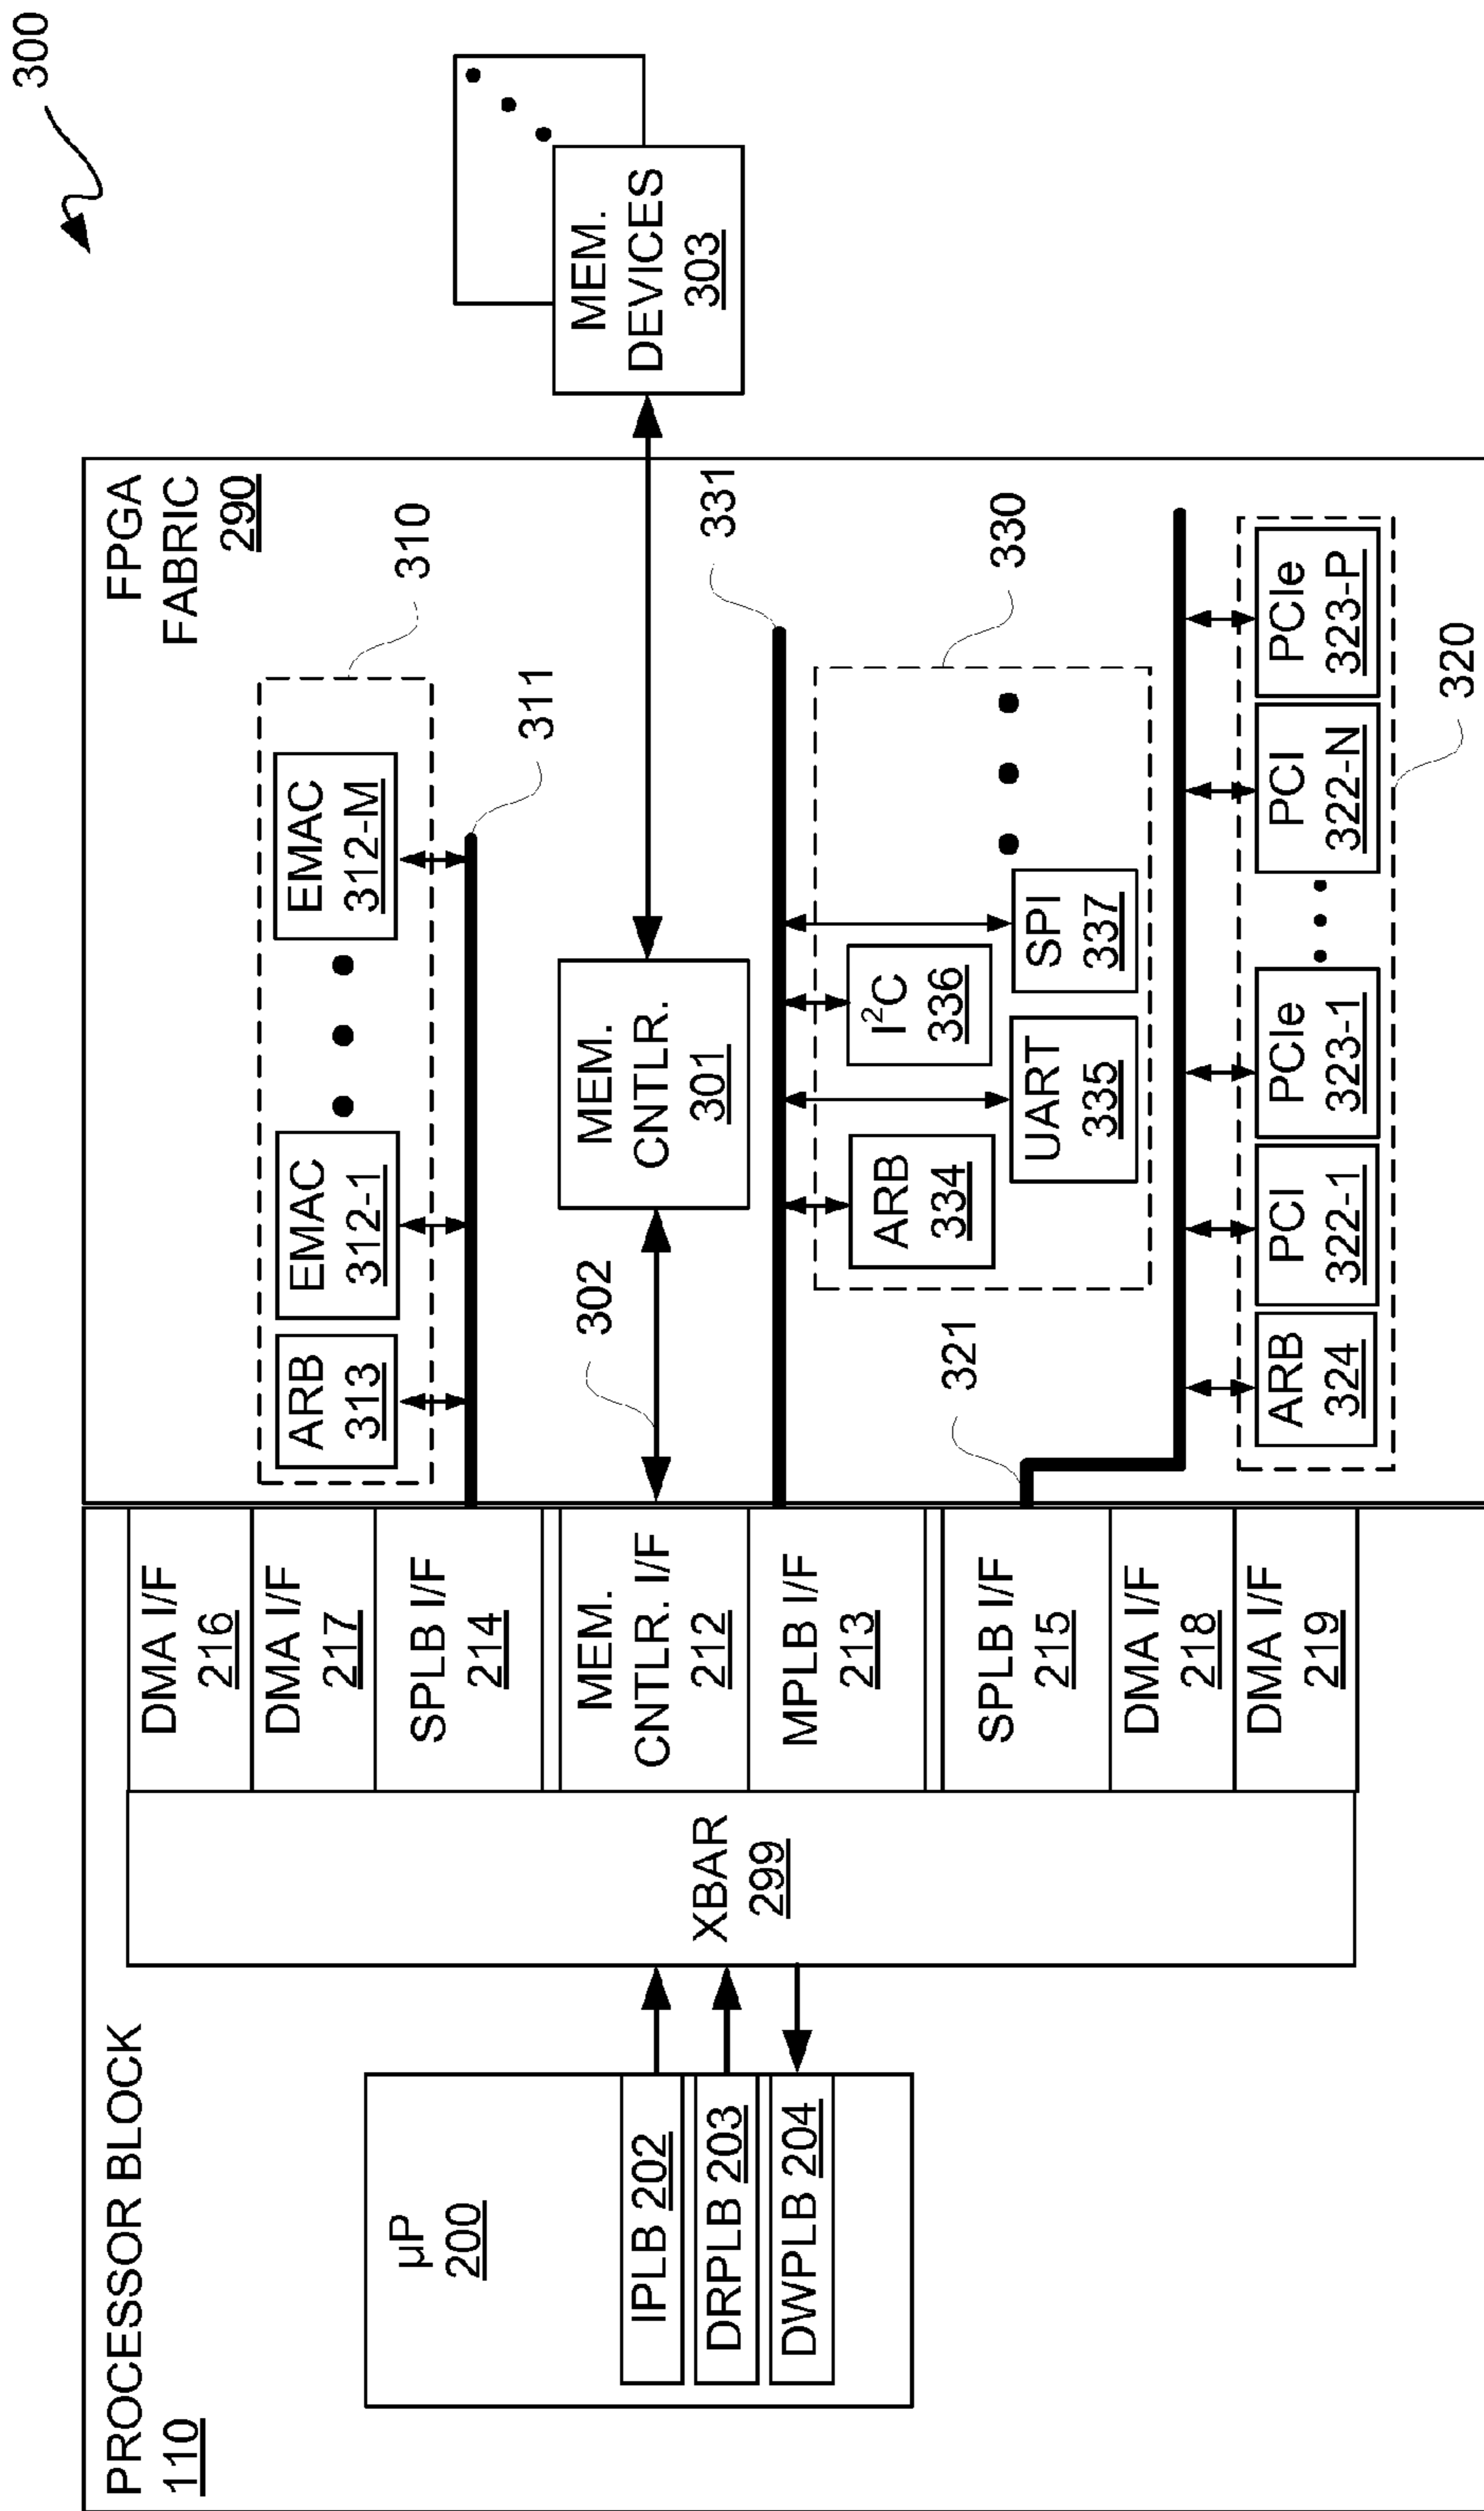 300
PROCESSOR BLOCK
110
µP
200
IPLB 202
DRPLB 203
DWPLB 204
XBAR
299
DMA I/F
216
DMA I/F
217
SPLB I/F
214
MEM.
CNTLR. I/F
212
MPLB I/F
213
SPLB I/F
215
DMA I/F
218
DMA I/F
219
FPGA
FABRIC
290
310
ARB
313
EMAC
312-1
EMAC
312-M
311
302
MEM.
CNTLR.
301
MEM.
DEVICES
303
331
330
ARB
334
UART
335
I²C
336
SPI
337
321
ARB
324
PCI
322-1
PCIe
323-1
PCI
322-N
PCIe
323-P
320